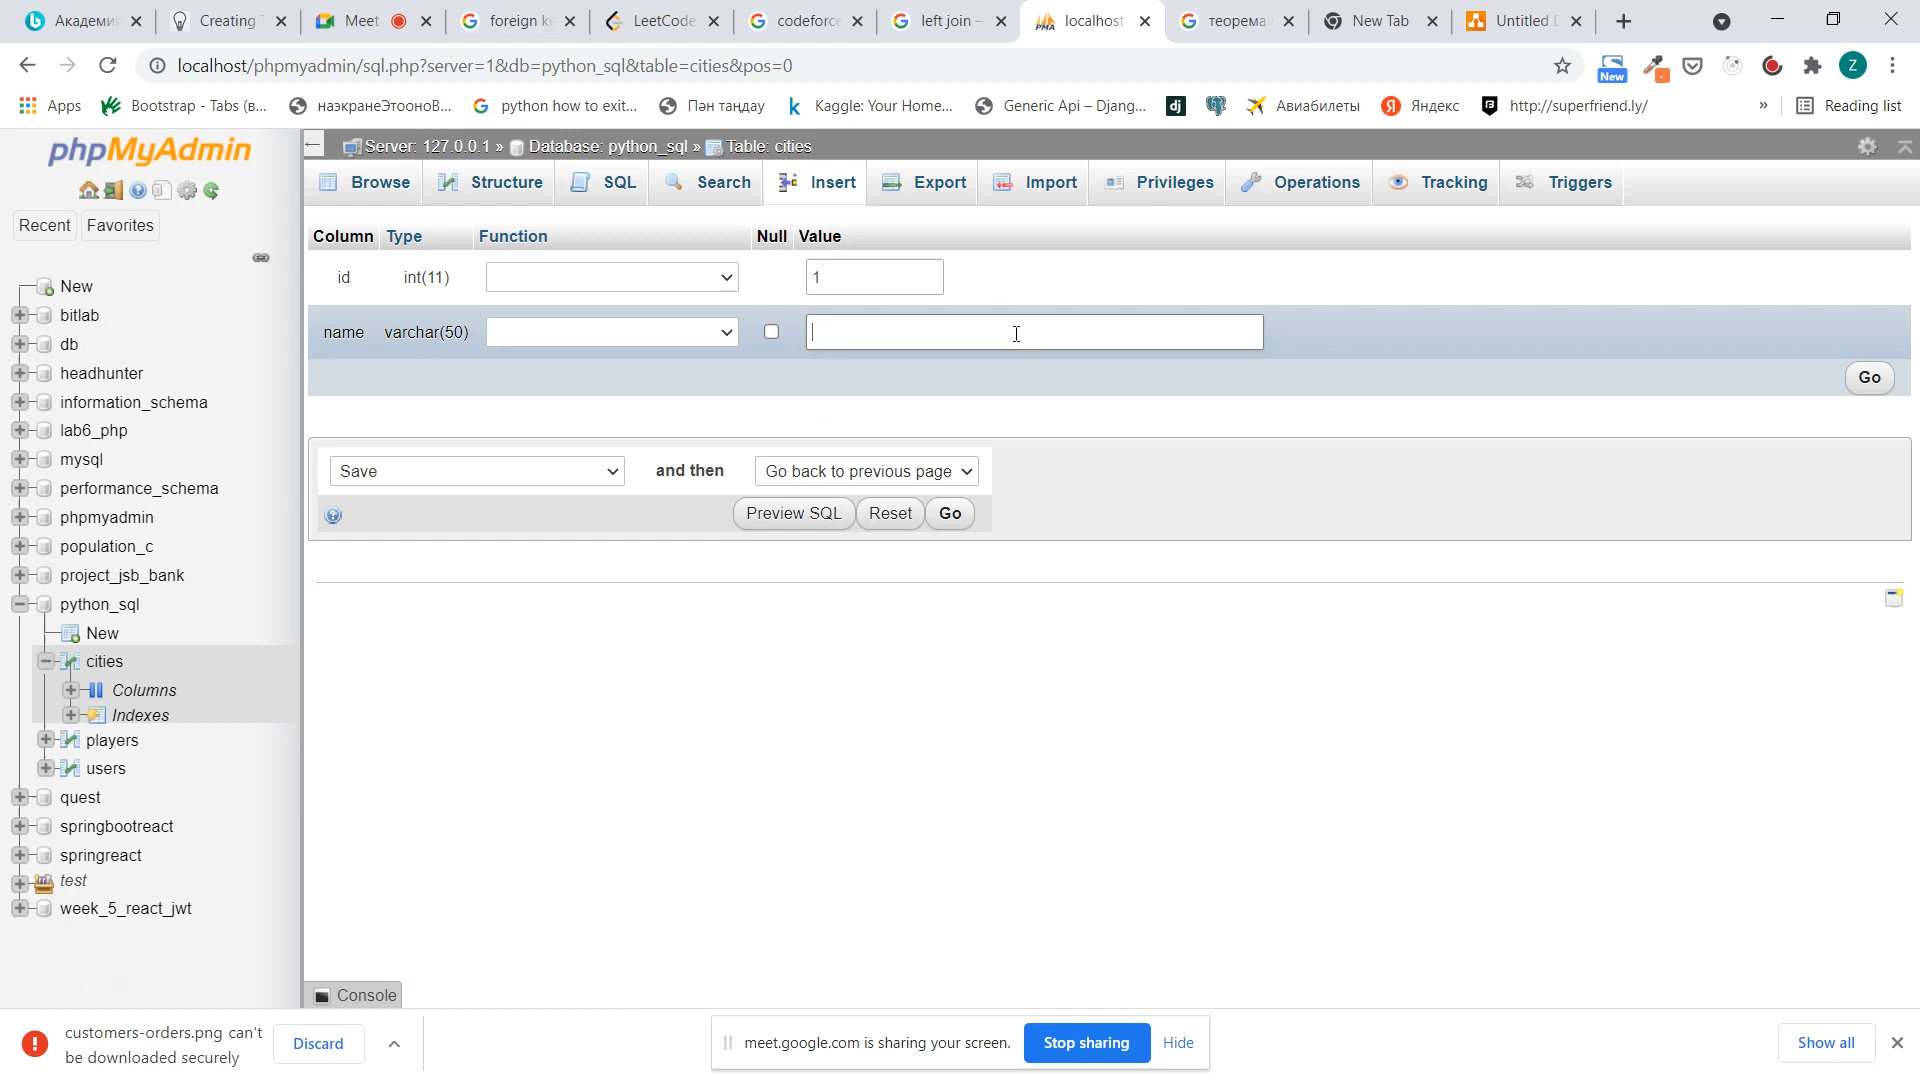 Академи
Creating T
Meet
foreign ke
LeetCode
codeforce
left join –
localhost
теорема
New Tab
Untitled D
localhost/phpmyadmin/sql.php?server=1&db=python_sql&table=cities&pos=0
New
Z
Apps
Bootstrap - Tabs (в...
наэкранеЭтооноВ...
python how to exit...
Пән таңдау
Kaggle: Your Home...
Generic Api – Djang...
dj
Авиабилеты
Яндекс
http://superfriend.ly/
»
Reading list
phpMyAdmin
Recent
Favorites
New
bitlab
db
headhunter
information_schema
lab6_php
mysql
performance_schema
phpmyadmin
population_c
project_jsb_bank
python_sql
New
cities
Columns
Indexes
players
users
quest
springbootreact
springreact
test
week_5_react_jwt
Server: 127.0.0.1 » Database: python_sql » Table: cities
Browse
Structure
SQL
Search
Insert
Export
Import
Privileges
Operations
Tracking
Triggers
Column Type Function Null Value
id int(11) 1
name varchar(50)
Go
Save and then Go back to previous page
Preview SQL Reset Go
Console
customers-orders.png can't
be downloaded securely
Discard
meet.google.com is sharing your screen.
Stop sharing
Hide
Show all